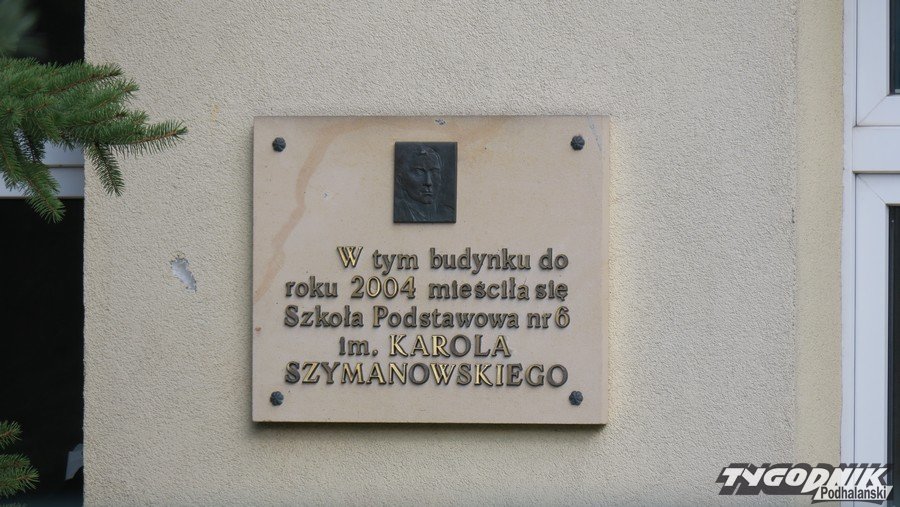 W tym budynku do
roku 2004 mieściła się
Szkoła Podstawowa nr 6
im. KAROLA
SZYMANOWSKIEGO
TYGODNIK
Podhalański